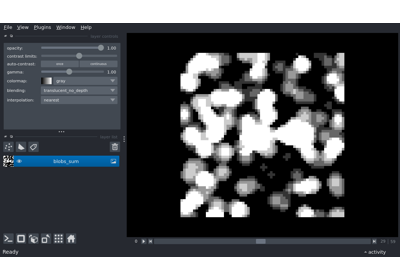 File View Plugins Window Help
opacity: 1.00
contrast limits:
auto-contrast: once continuous
gamma: 1.00
colormap: gray
blending: translucent_no_depth
interpolation: nearest
blobs_sum
Ready
activity